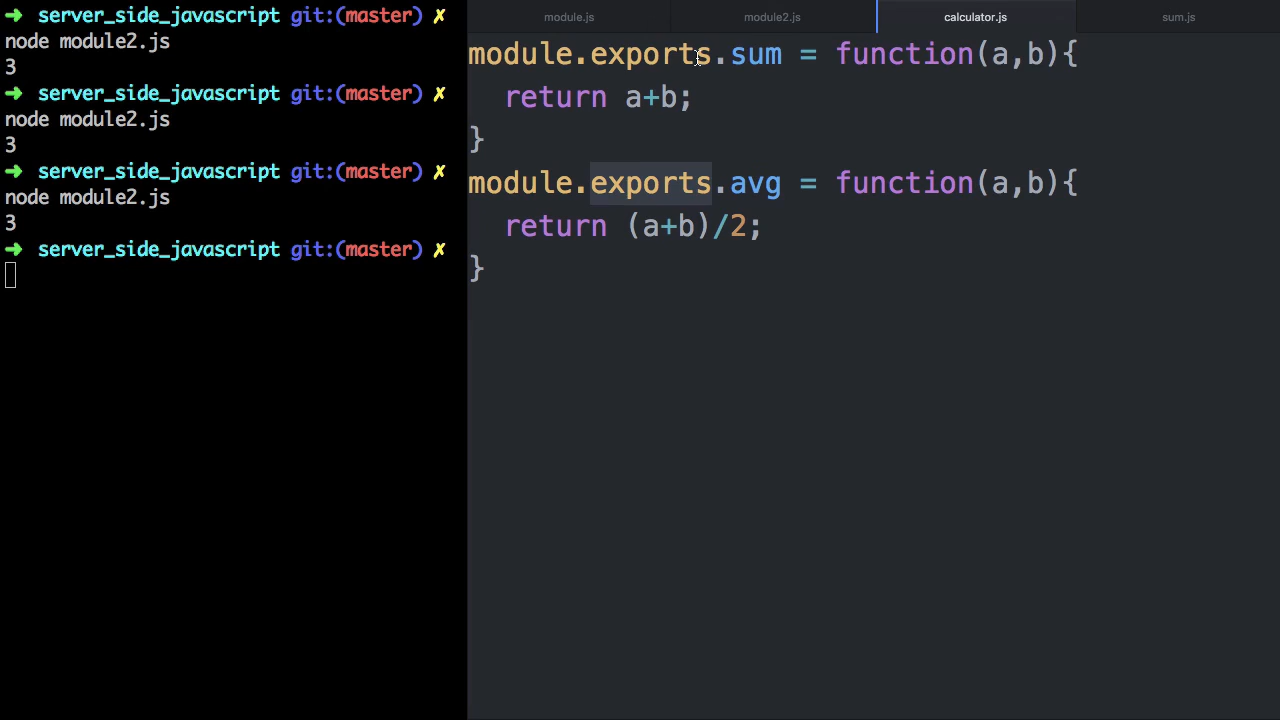 ➜ server_side_javascript git:(master) ✗
node module2.js
3
➜ server_side_javascript git:(master) ✗
node module2.js
3
➜ server_side_javascript git:(master) ✗
node module2.js
3
➜ server_side_javascript git:(master) ✗
module.js module2.js calculator.js sum.js
module.exports.sum = function(a,b){
  return a+b;
}
module.exports.avg = function(a,b){
  return (a+b)/2;
}